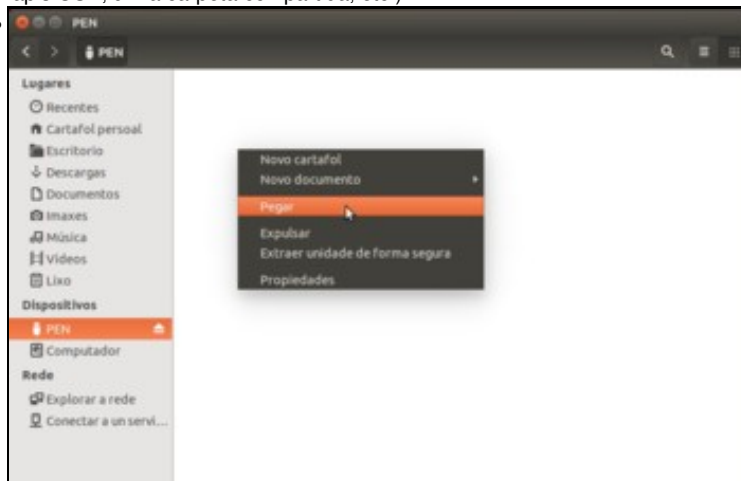 PEN
PEN
Lugares
Recentes
Cartafol persoal
Escritorio
Descargas
Documentos
Imaxes
Música
Vídeos
Lixo
Dispositivos
PEN
Computador
Rede
Explorar a rede
Conectar a un servi...
Novo cartafol
Novo documento
Pegar
Expulsar
Extraer unidade de forma segura
Propiedades